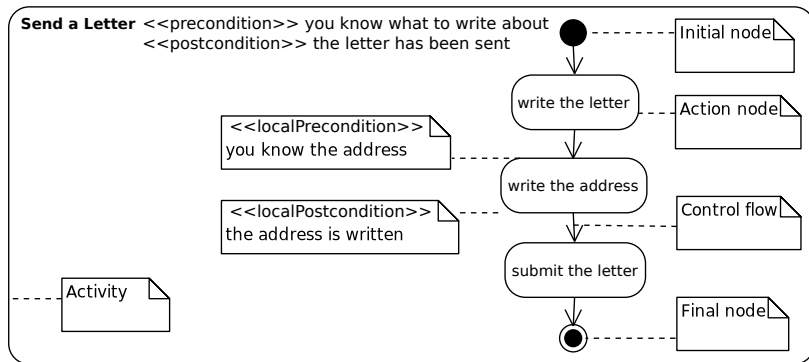 Send a Letter <<precondition>> you know what to write about
<<postcondition>> the letter has been sent
Initial node
write the letter
Action node
<<localPrecondition>>
you know the address
write the address
<<localPostcondition>>
the address is written
Control flow
submit the letter
Activity
Final node